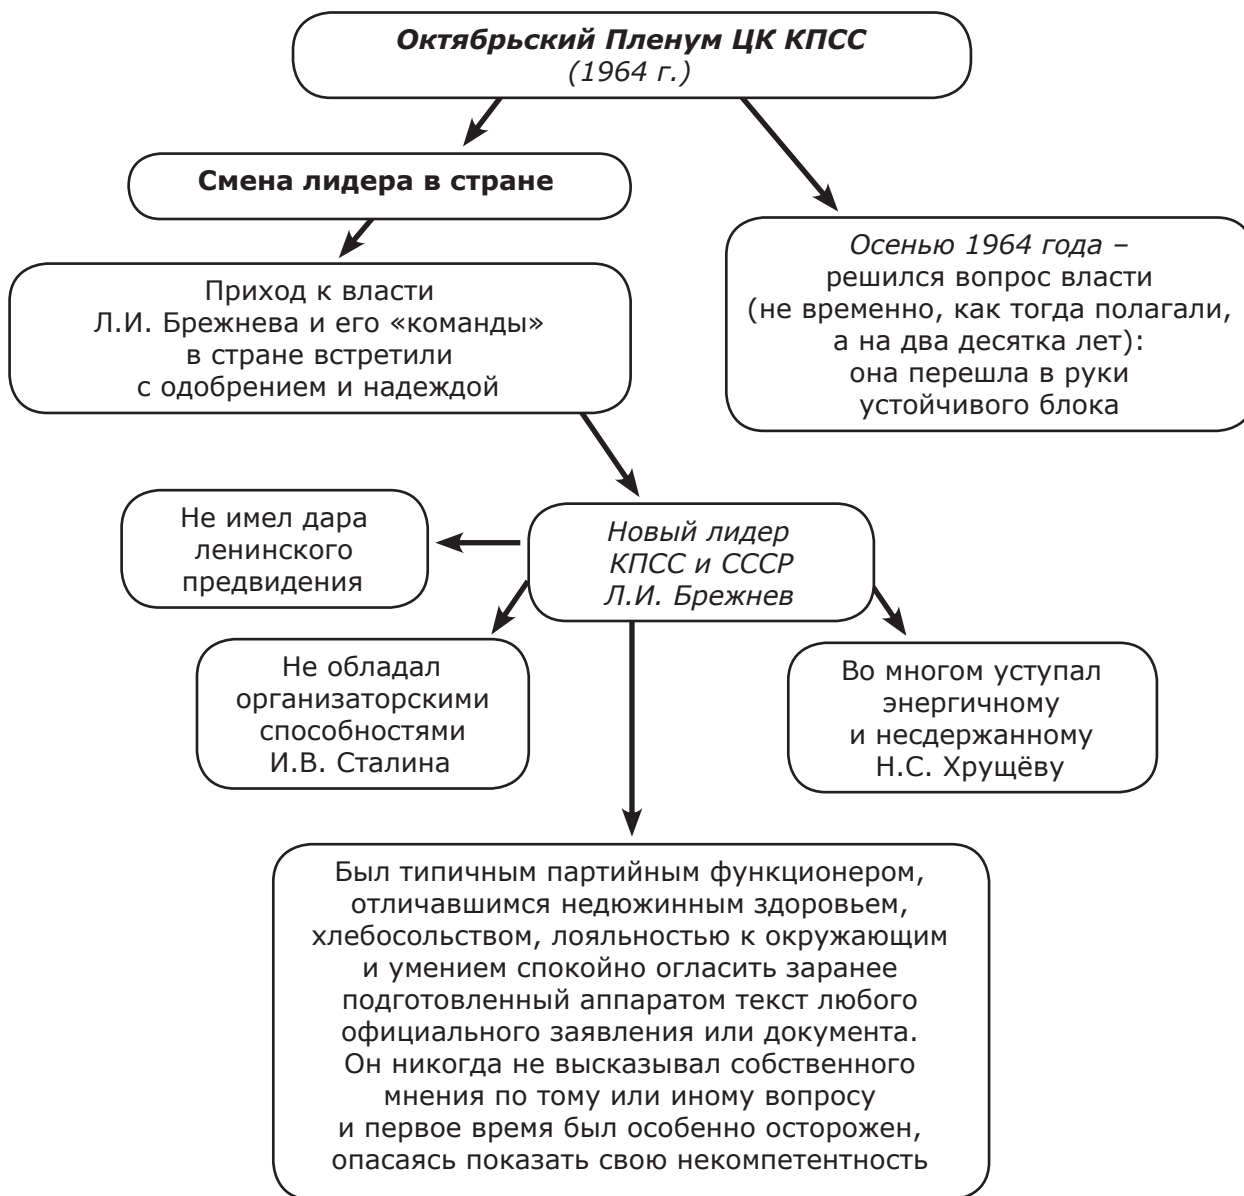 Октябрьский Пленум ЦК КПСС
(1964 г.)
Смена лидера в стране
Приход к власти
Л.И. Брежнева и его «команды»
в стране встретили
с одобрением и надеждой
Осенью 1964 года –
решился вопрос власти
(не временно, как тогда полагали,
а на два десятка лет):
она перешла в руки
устойчивого блока
Новый лидер
КПСС и СССР
Л.И. Брежнев
Не имел дара
ленинского
предвидения
Не обладал
организаторскими
способностями
И.В. Сталина
Во многом уступал
энергичному
и несдержанному
Н.С. Хрущёву
Был типичным партийным функционером,
отличавшимся недюжинным здоровьем,
хлебосольством, лояльностью к окружающим
и умением спокойно огласить заранее
подготовленный аппаратом текст любого
официального заявления или документа.
Он никогда не высказывал собственного
мнения по тому или иному вопросу
и первое время был особенно осторожен,
опасаясь показать свою некомпетентность